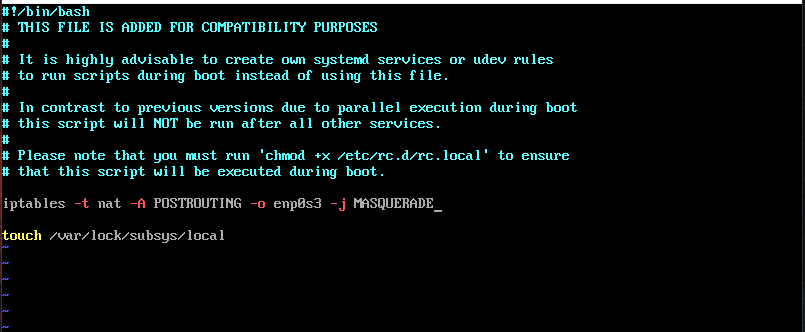 #!/bin/bash
# THIS FILE IS ADDED FOR COMPATIBILITY PURPOSES
#
# It is highly advisable to create own systemd services or udev rules
# to run scripts during boot instead of using this file.
#
# In contrast to previous versions due to parallel execution during boot
# this script will NOT be run after all other services.
#
# Please note that you must run 'chmod +x /etc/rc.d/rc.local' to ensure
# that this script will be executed during boot.
iptables -t nat -A POSTROUTING -o enp0s3 -j MASQUERADE_
touch /var/lock/subsys/local
~
~
~
~
~
~